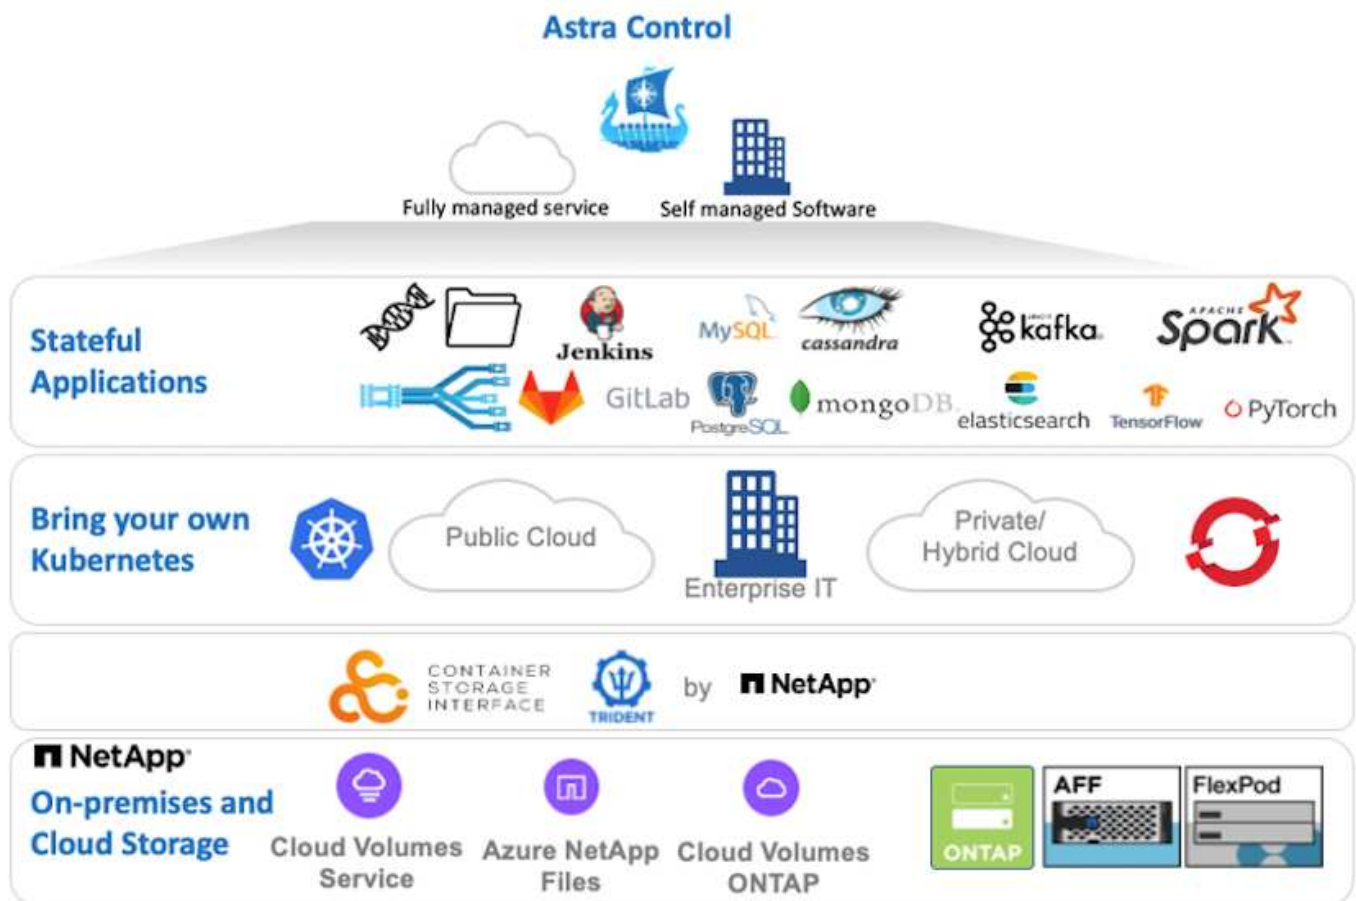 Astra Control
Fully managed service
Self managed Software
Stateful
Applications
Jenkins
MySQL
cassandra
kafka
APACHE
Spark
GitLab
PostgreSQL
mongoDB
elasticsearch
TensorFlow
PyTorch
Bring your own
Kubernetes
Public Cloud
Enterprise IT
Private/
Hybrid Cloud
CONTAINER
STORAGE
INTERFACE
TRIDENT
by
NetApp
NetApp
On-premises and
Cloud Storage
Cloud Volumes
Service
Azure NetApp
Files
Cloud Volumes
ONTAP
ONTAP
AFF
FlexPod